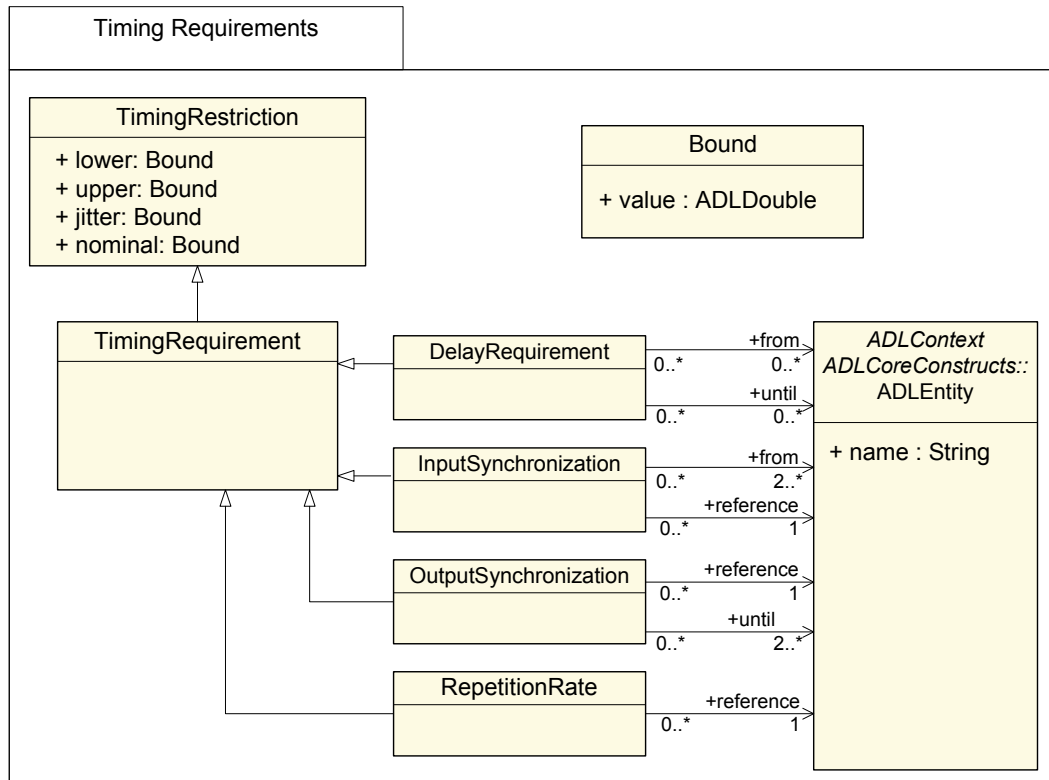 Timing Requirements
TimingRestriction
+ lower: Bound
+ upper: Bound
+ jitter: Bound
+ nominal: Bound
Bound
+ value : ADLDouble
TimingRequirement
DelayRequirement
+from
0..*
0..*
+until
0..*
0..*
ADLContext
ADLCoreConstructs::
ADLEntity
+ name : String
InputSynchronization
+from
0..*
2..*
+reference
0..*
1
OutputSynchronization
+reference
0..*
1
+until
0..*
2..*
RepetitionRate
+reference
0..*
1